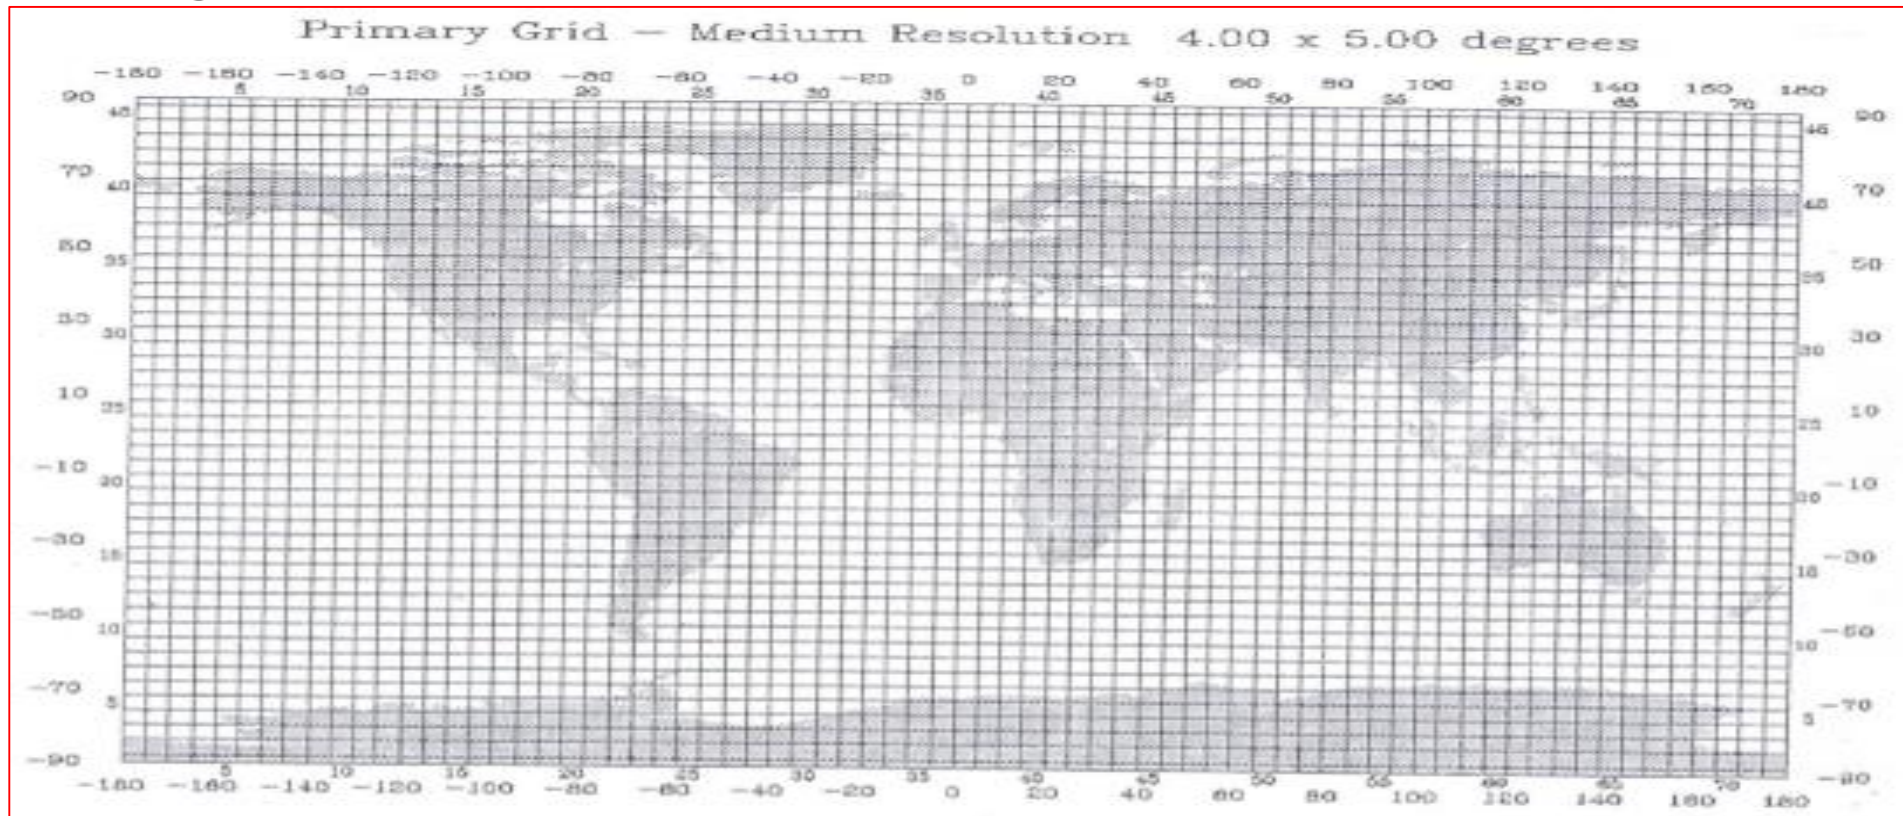 Primary Grid – Medium Resolution 4.00 x 5.00 degrees
-180 -160 -140 -120 -100 -80 -60 -40 -20 0 20 40 60 80 100 120 140 160 180
5 10 15 20 25 30 35 40 45 50 55 60 65 70
90 45 45 90
70 40 40 70
50 35 35 50
30 30 30 30
10 25 25 10
-10 20 20 -10
-30 15 15 -30
-50 10 10 -50
-70 5 5 -70
-90 -90
5 10 15 20 25 30 35 40 45 50 55 60 65 70
-180 -160 -140 -120 -100 -80 -60 -40 -20 0 20 40 60 80 100 120 140 160 180